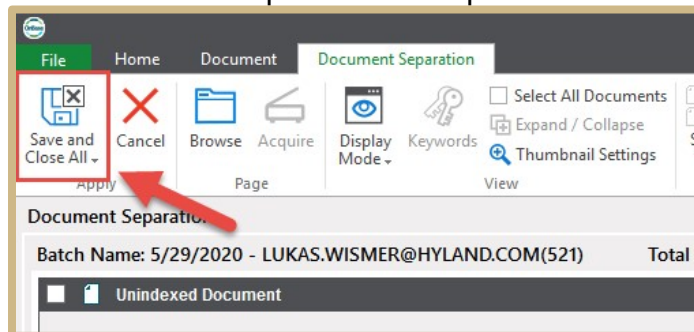 File Home Document Document Separation
Save and Close All Cancel Browse Acquire Display Mode Keywords Select All Documents
Expand / Collapse
Thumbnail Settings
Apply Page View
Document Separation
Batch Name: 5/29/2020 - LUKAS.WISMER@HYLAND.COM(521) Total
Unindexed Document